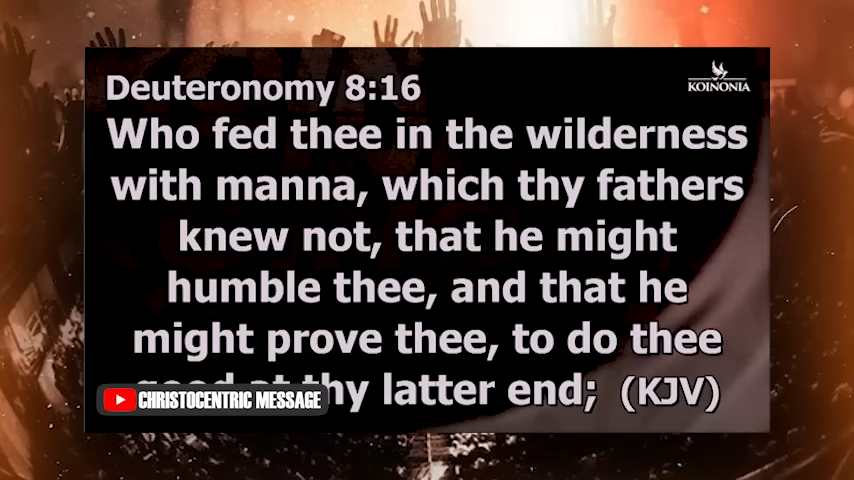 Deuteronomy 8:16
KOINONIA
Who fed thee in the wilderness
with manna, which thy fathers
knew not, that he might
humble thee, and that he
might prove thee, to do thee
thy latter end; (KJV)
CHRISTOCENTRIC MESSAGE